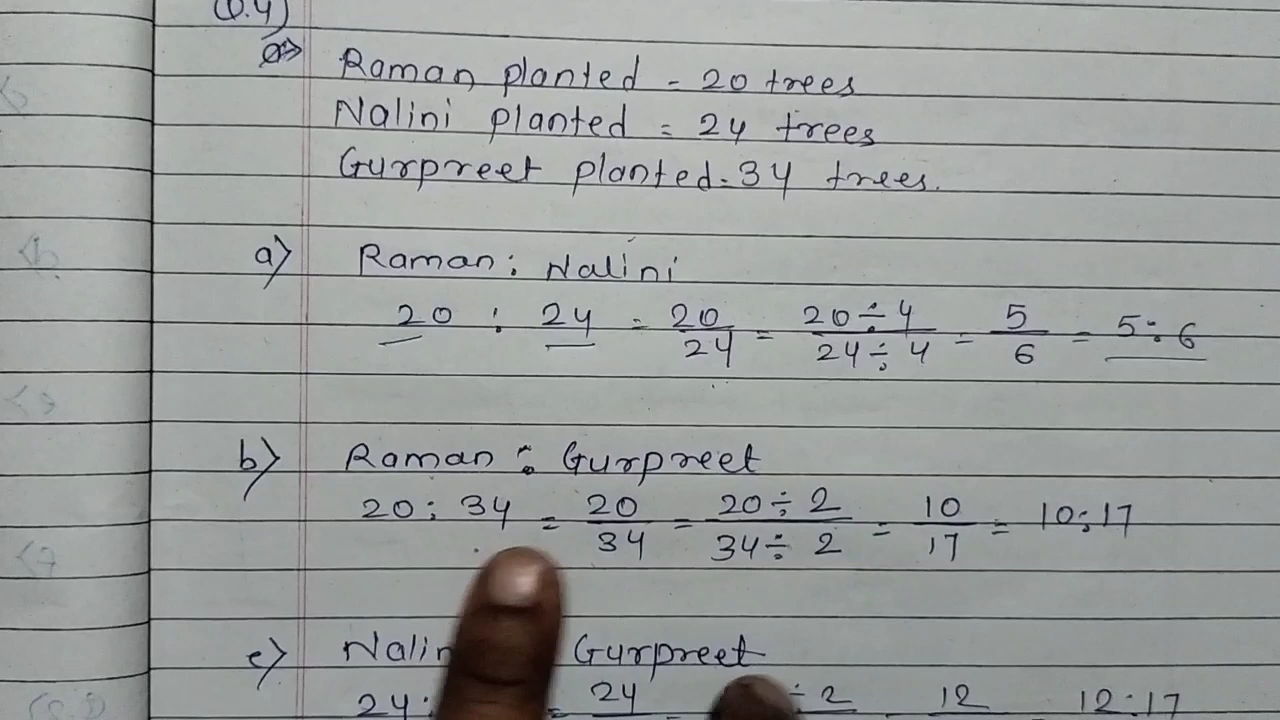 Q.4)
Raman planted = 20 trees
Nalini planted = 24 trees
Gurpreet planted = 34 trees.
a) Raman : Nalini
20 : 24 = 20/24 = 20÷4/24÷4 = 5/6 = 5:6
b) Raman : Gurpreet
20 : 34 = 20/34 = 20÷2/34÷2 = 10/17 = 10:17
c) Gurpreet
24: = 24 ÷2 12 12:17